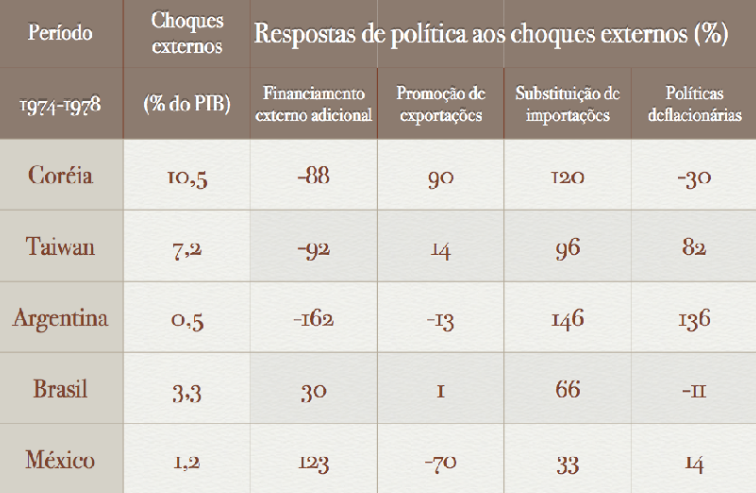 Período
Choques
externos
Respostas de política aos choques externos (%)
1974-1978
(% do PIB)
Financiamento
externo adicional
Promoção de
exportações
Substituição de
importações
Políticas
deflacionárias
Coréia 10,5 -88 90 120 -30
Taiwan 7,2 -92 14 96 82
Argentina 0,5 -162 -13 146 136
Brasil 3,3 30 1 66 -11
México 1,2 123 -70 33 14